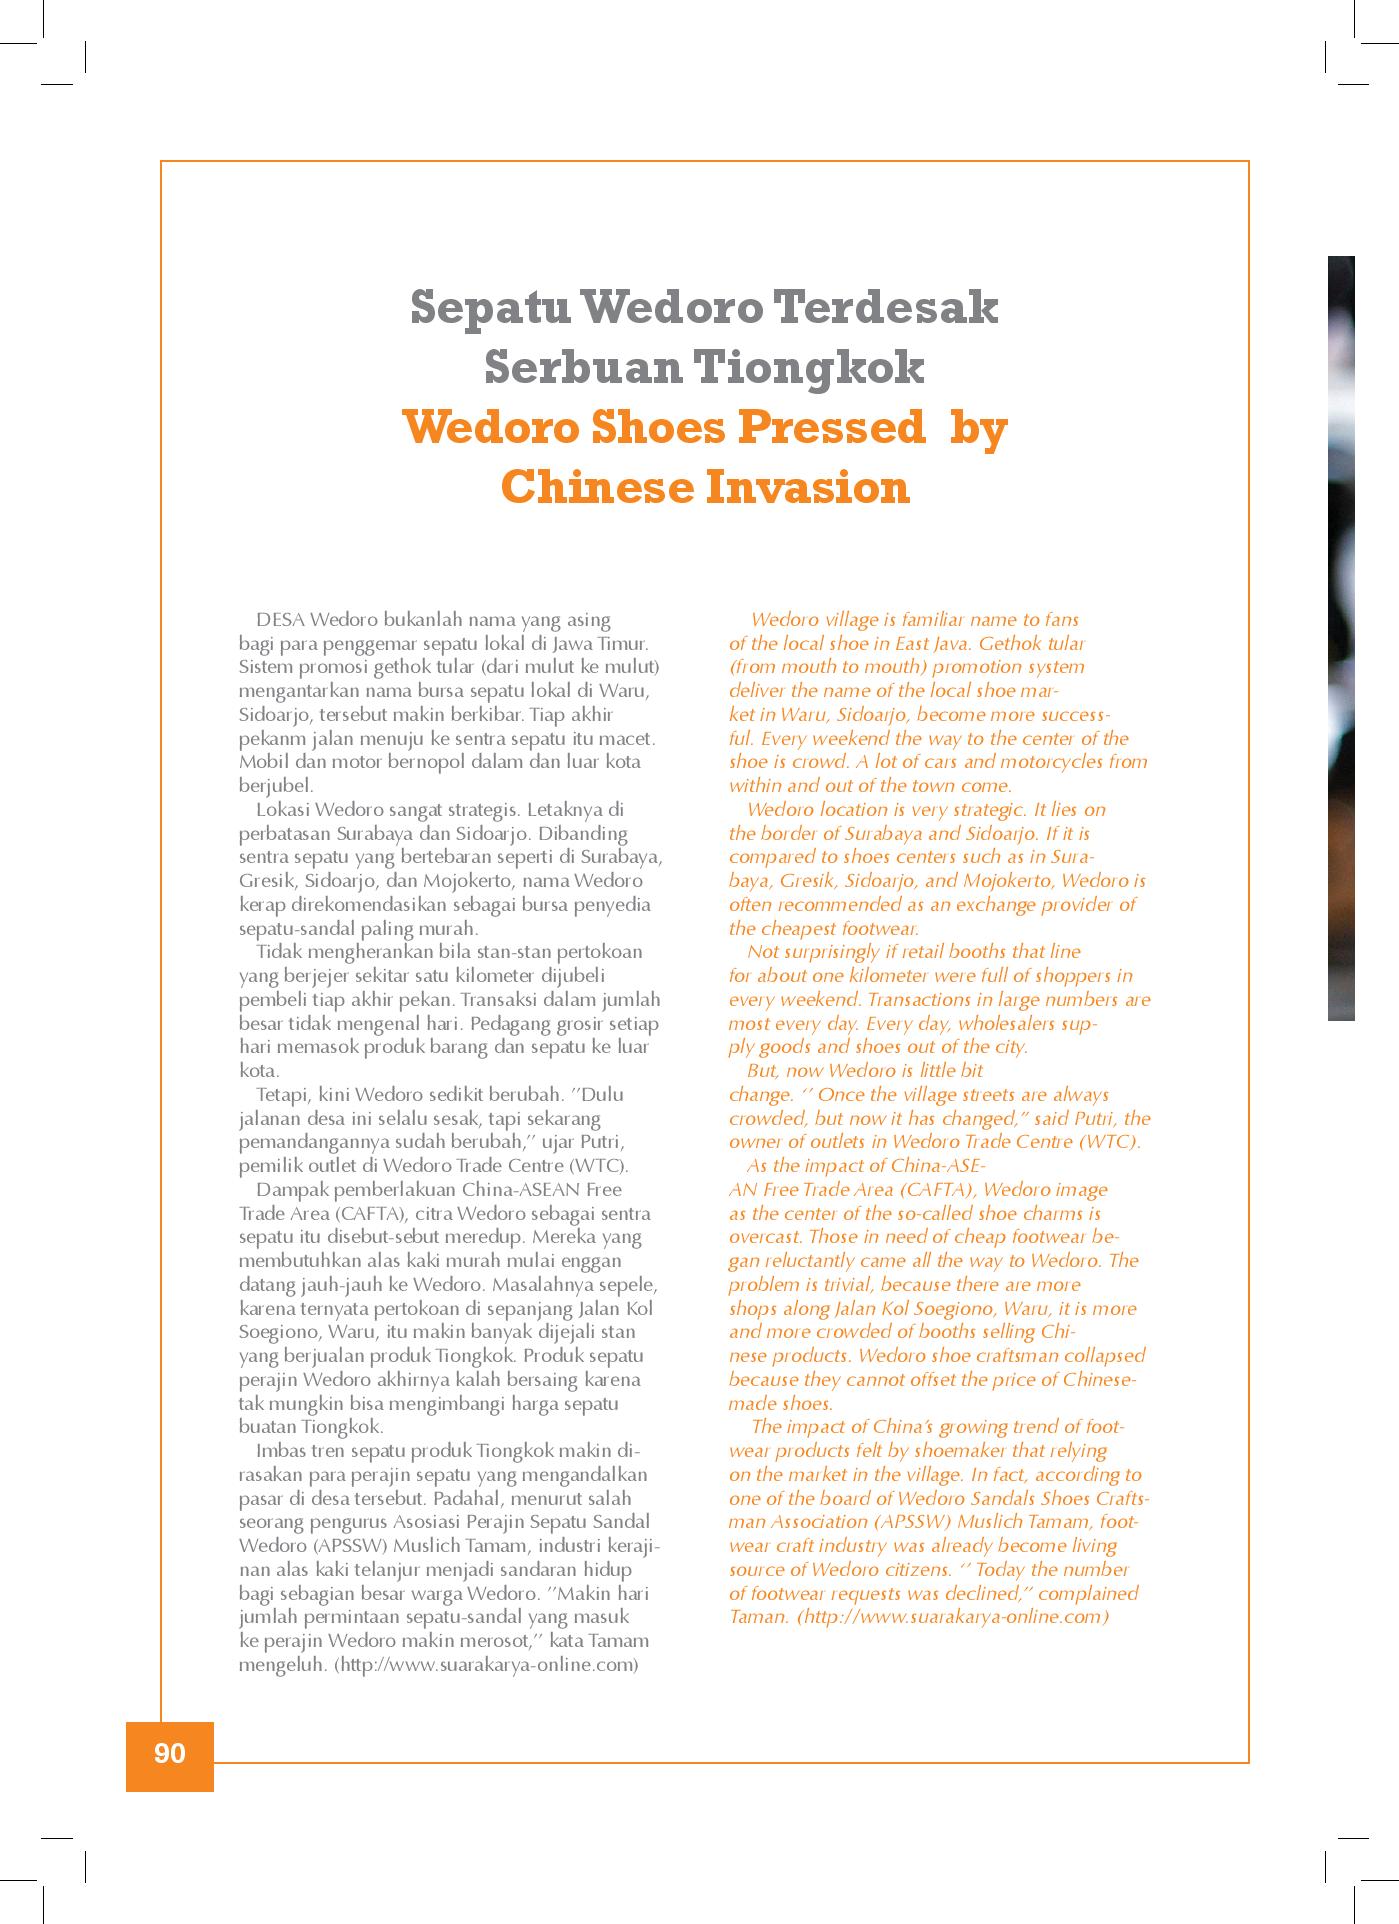 Sepatu Wedoro Terdesak
Serbuan Tiongkok
Wedoro Shoes Pressed by
Chinese Invasion
DESA Wedoro bukanlah nama yang asing
bagi para penggemar sepatu lokal di Jawa Timur.
Sistem promosi gethok tular (dari mulut ke mulut)
mengantarkan nama bursa sepatu lokal di Waru,
Sidoarjo, tersebut makin berkibar. Tiap akhir
pekanm jalan menuju ke sentra sepatu itu macet.
Mobil dan motor bernopol dalam dan luar kota
berjubel.
Lokasi Wedoro sangat strategis. Letaknya di
perbatasan Surabaya dan Sidoarjo. Dibanding
sentra sepatu yang bertebaran seperti di Surabaya,
Gresik, Sidoarjo, dan Mojokerto, nama Wedoro
kerap direkomendasikan sebagai bursa penyedia
sepatu-sandal paling murah.
Tidak mengherankan bila stan-stan pertokoan
yang berjejer sekitar satu kilometer dijubeli
pembeli tiap akhir pekan. Transaksi dalam jumlah
besar tidak mengenal hari. Pedagang grosir setiap
hari memasok produk barang dan sepatu ke luar
kota.
Tetapi, kini Wedoro sedikit berubah. ’’Dulu
jalanan desa ini selalu sesak, tapi sekarang
pemandangannya sudah berubah,’’ ujar Putri,
pemilik outlet di Wedoro Trade Centre (WTC).
Dampak pemberlakuan China-ASEAN Free
Trade Area (CAFTA), citra Wedoro sebagai sentra
sepatu itu disebut-sebut meredup. Mereka yang
membutuhkan alas kaki murah mulai enggan
datang jauh-jauh ke Wedoro. Masalahnya sepele,
karena ternyata pertokoan di sepanjang Jalan Kol
Soegiono, Waru, itu makin banyak dijejali stan
yang berjualan produk Tiongkok. Produk sepatu
perajin Wedoro akhirnya kalah bersaing karena
tak mungkin bisa mengimbangi harga sepatu
buatan Tiongkok.
Imbas tren sepatu produk Tiongkok makin di-
rasakan para perajin sepatu yang mengandalkan
pasar di desa tersebut. Padahal, menurut salah
seorang pengurus Asosiasi Perajin Sepatu Sandal
Wedoro (APSSW) Muslich Tamam, industri keraji-
nan alas kaki telanjur menjadi sandaran hidup
bagi sebagian besar warga Wedoro. ’’Makin hari
jumlah permintaan sepatu-sandal yang masuk
ke perajin Wedoro makin merosot,’’ kata Tamam
mengeluh. (http://www.suarakarya-online.com)
Wedoro village is familiar name to fans
of the local shoe in East Java. Gethok tular
(from mouth to mouth) promotion system
deliver the name of the local shoe mar-
ket in Waru, Sidoarjo, become more success-
ful. Every weekend the way to the center of the
shoe is crowd. A lot of cars and motorcycles from
within and out of the town come.
Wedoro location is very strategic. It lies on
the border of Surabaya and Sidoarjo. If it is
compared to shoes centers such as in Sura-
baya, Gresik, Sidoarjo, and Mojokerto, Wedoro is
often recommended as an exchange provider of
the cheapest footwear.
Not surprisingly if retail booths that line
for about one kilometer were full of shoppers in
every weekend. Transactions in large numbers are
most every day. Every day, wholesalers sup-
ply goods and shoes out of the city.
But, now Wedoro is little bit
change. ‘’ Once the village streets are always
crowded, but now it has changed,” said Putri, the
owner of outlets in Wedoro Trade Centre (WTC).
As the impact of China-ASE-
AN Free Trade Area (CAFTA), Wedoro image
as the center of the so-called shoe charms is
overcast. Those in need of cheap footwear be-
gan reluctantly came all the way to Wedoro. The
problem is trivial, because there are more
shops along Jalan Kol Soegiono, Waru, it is more
and more crowded of booths selling Chi-
nese products. Wedoro shoe craftsman collapsed
because they cannot offset the price of Chinese-
made shoes.
The impact of China’s growing trend of foot-
wear products felt by shoemaker that relying
on the market in the village. In fact, according to
one of the board of Wedoro Sandals Shoes Crafts-
man Association (APSSW) Muslich Tamam, foot-
wear craft industry was already become living
source of Wedoro citizens. ‘’ Today the number
of footwear requests was declined,’’ complained
Taman. (http://www.suarakarya-online.com)
90